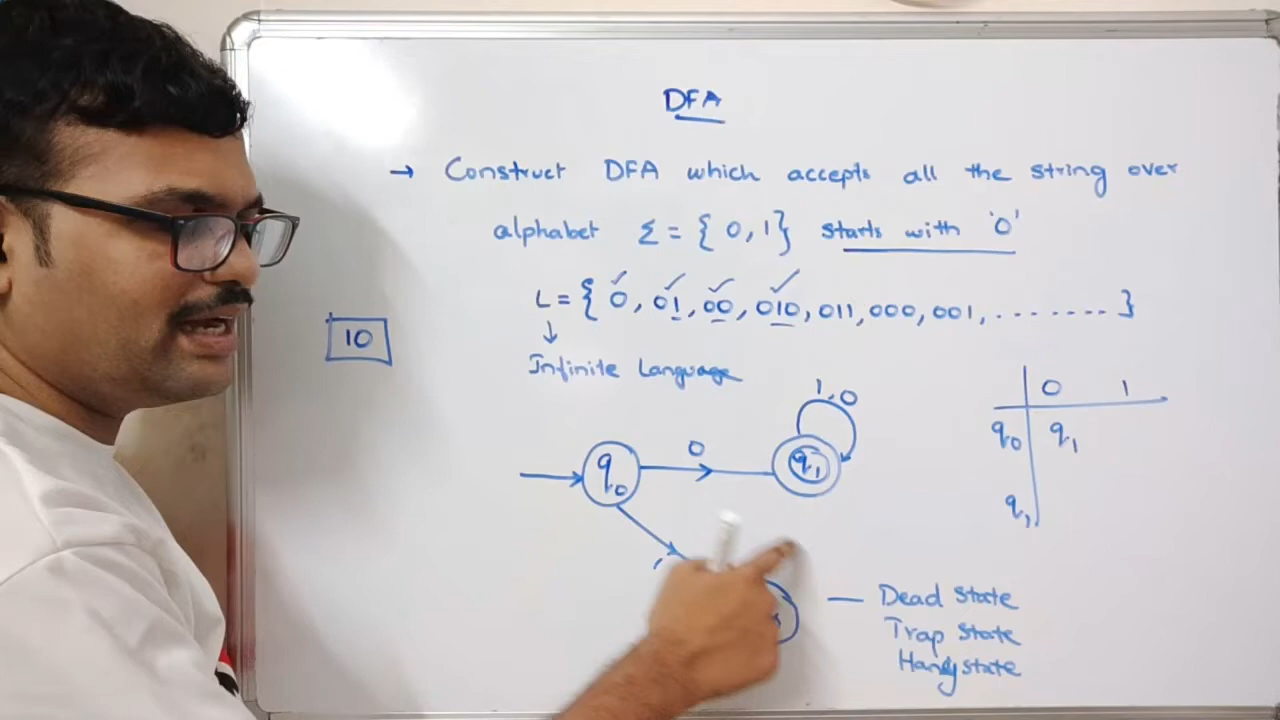 DFA
→ Construct DFA which accepts all the string over
alphabet Σ = { 0, 1} starts with '0'
L = { 0, 01, 00, 010, 011, 000, 001, ........ }
10
↓
Infinite Language
1,0
0
q0
q1
0 1
q0 q1
q1
— Dead State
Trap State
state